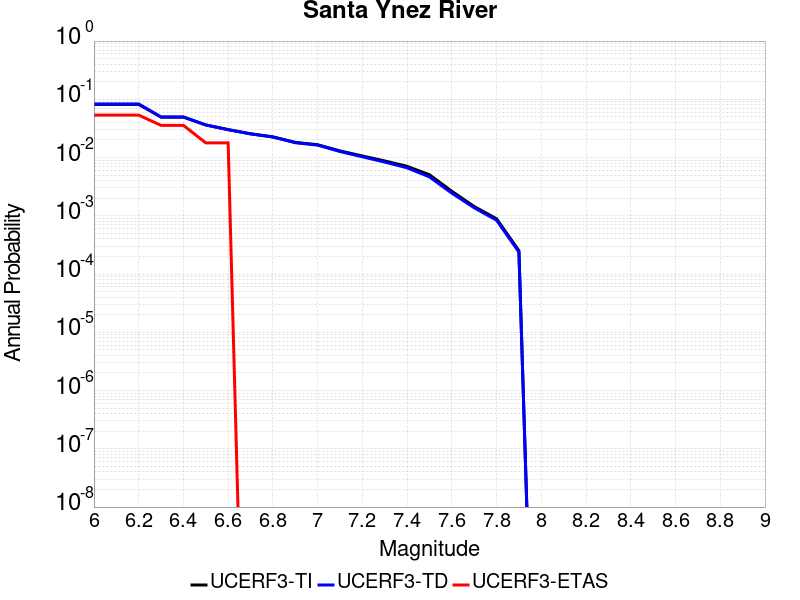 Santa Ynez River
10^0
10^-1
10^-2
10^-3
10^-4
10^-5
10^-6
10^-7
10^-8
Annual Probability
6 6.2 6.4 6.6 6.8 7 7.2 7.4 7.6 7.8 8 8.2 8.4 8.6 8.8 9
Magnitude
UCERF3-TI UCERF3-TD UCERF3-ETAS